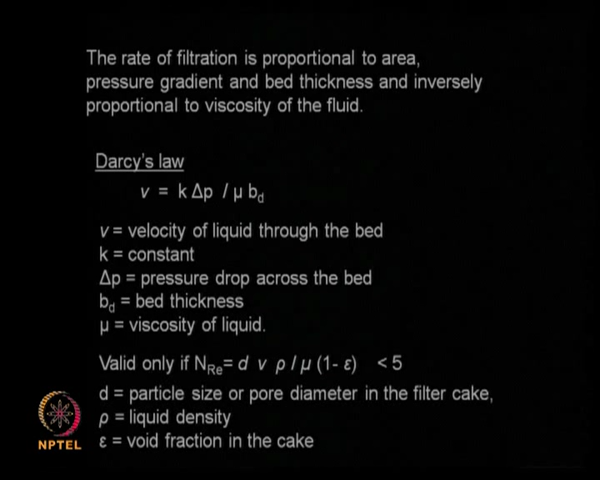 The rate of filtration is proportional to area,
pressure gradient and bed thickness and inversely
proportional to viscosity of the fluid.
Darcy's law
v = k Δp / μ b_d
v = velocity of liquid through the bed
k = constant
Δp = pressure drop across the bed
b_d = bed thickness
μ = viscosity of liquid.
Valid only if N_Re= d v ρ / μ (1- ε) < 5
d = particle size or pore diameter in the filter cake,
ρ = liquid density
ε = void fraction in the cake
NPTEL